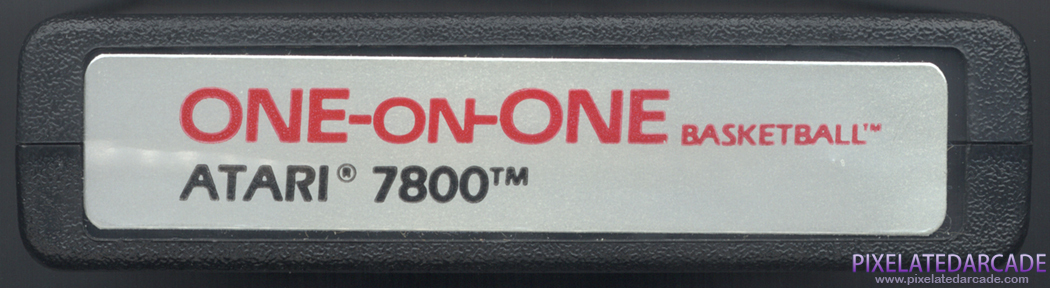 ONE-ON-ONE BASKETBALL™
ATARI® 7800™
PIXELATEDARCADE
www.pixelatedarcade.com